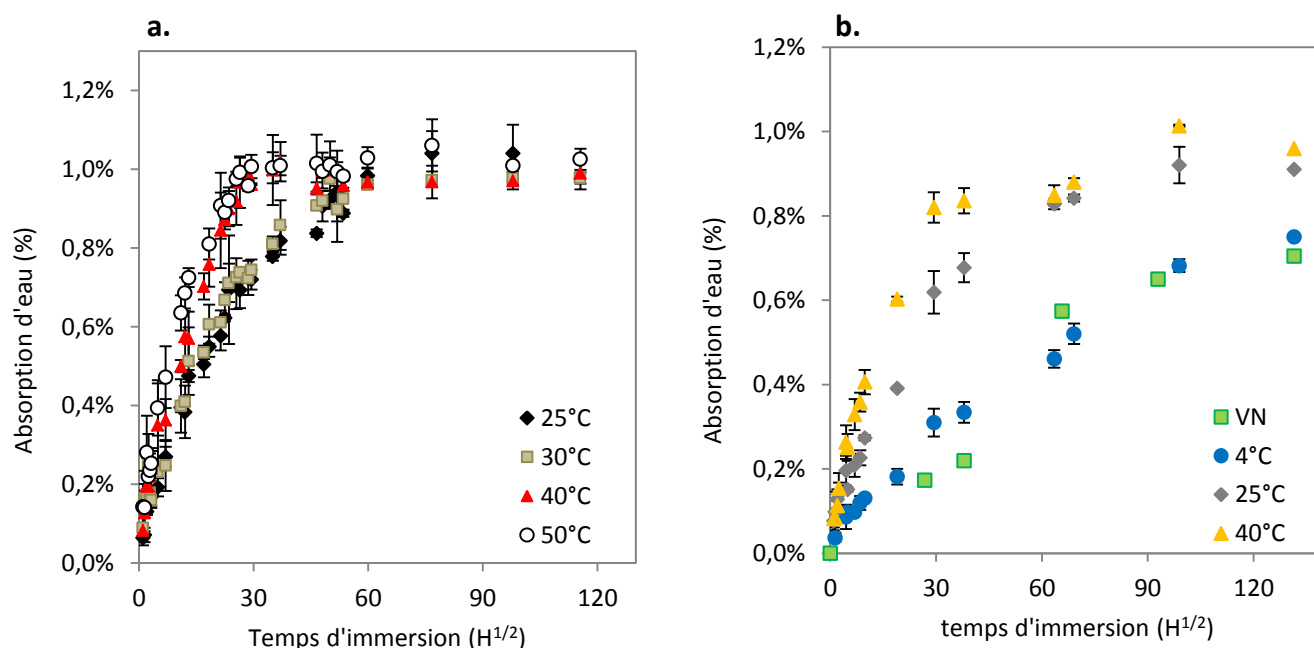 a.
1,2%
1,0%
0,8%
0,6%
0,4%
0,2%
0,0%
0
30
60
90
120
Absorption d'eau (%)
Temps d'immersion (H1/2)
25°C
30°C
40°C
50°C
b.
1,2%
1,0%
0,8%
0,6%
0,4%
0,2%
0,0%
0
30
60
90
120
Absorption d'eau (%)
temps d'immersion (H1/2)
VN
4°C
25°C
40°C